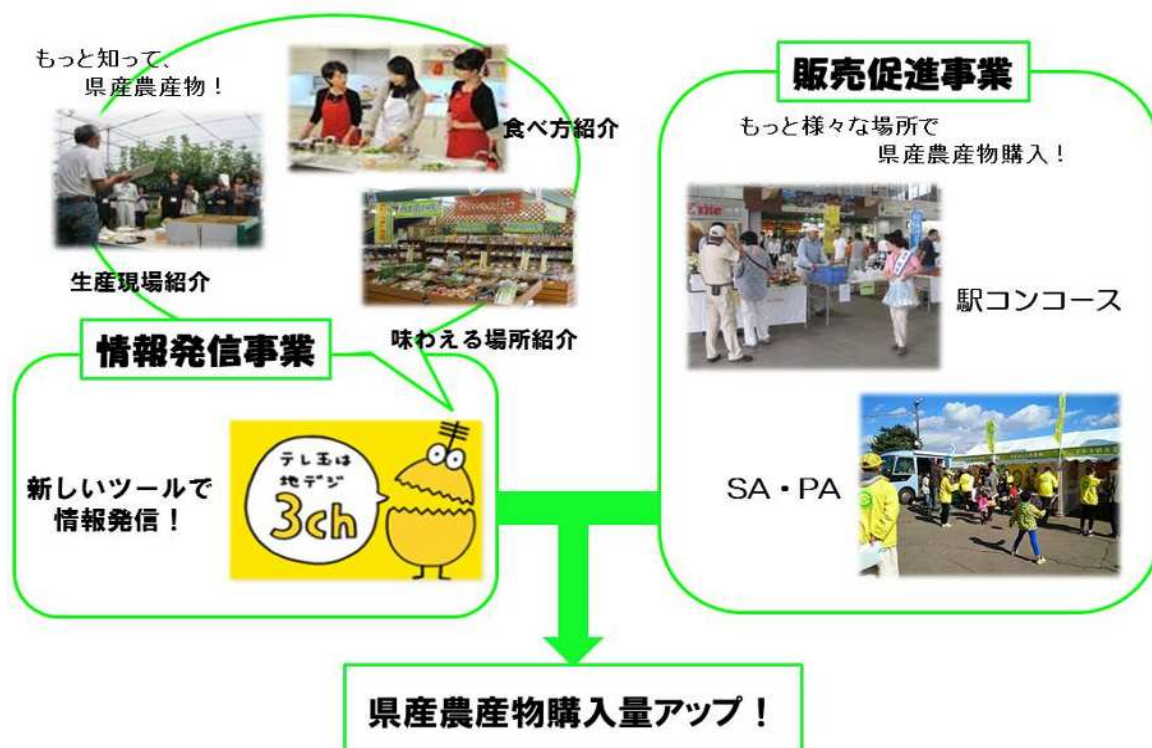 もっと知って、
県産農産物！
食べ方紹介
生産現場紹介
味わえる場所紹介
情報発信事業
新しいツールで
情報発信！
テレ玉は
地デジ
3ch
販売促進事業
もっと様々な場所で
県産農産物購入！
駅コンコース
SA・PA
県産農産物購入量アップ！